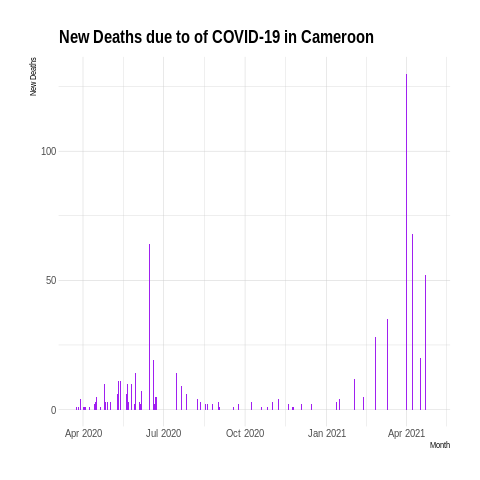 New Deaths due to of COVID-19 in Cameroon
New Deaths
100
50
0
Apr 2020 Jul 2020 Oct 2020 Jan 2021 Apr 2021
Month